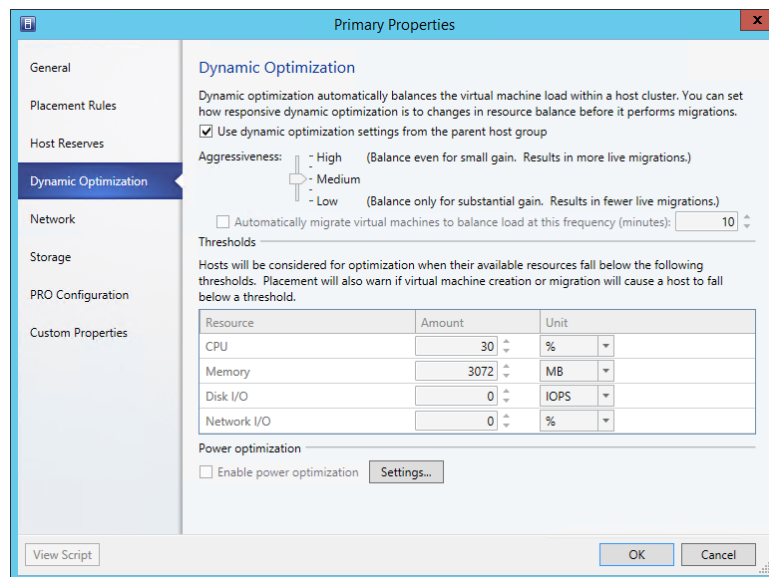 Primary Properties
x
General
Placement Rules
Host Reserves
Dynamic Optimization
Network
Storage
PRO Configuration
Custom Properties
Dynamic Optimization
Dynamic optimization automatically balances the virtual machine load within a host cluster. You can set
how responsive dynamic optimization is to changes in resource balance before it performs migrations.
Use dynamic optimization settings from the parent host group
Aggressiveness: - High (Balance even for small gain. Results in more live migrations.)
- Medium
- Low (Balance only for substantial gain. Results in fewer live migrations.)
Automatically migrate virtual machines to balance load at this frequency (minutes): 10
Thresholds
Hosts will be considered for optimization when their available resources fall below the following
thresholds. Placement will also warn if virtual machine creation or migration will cause a host to fall
below a threshold.
Resource Amount Unit
CPU 30 %
Memory 3072 MB
Disk I/O 0 IOPS
Network I/O 0 %
Power optimization
Enable power optimization Settings...
View Script OK Cancel